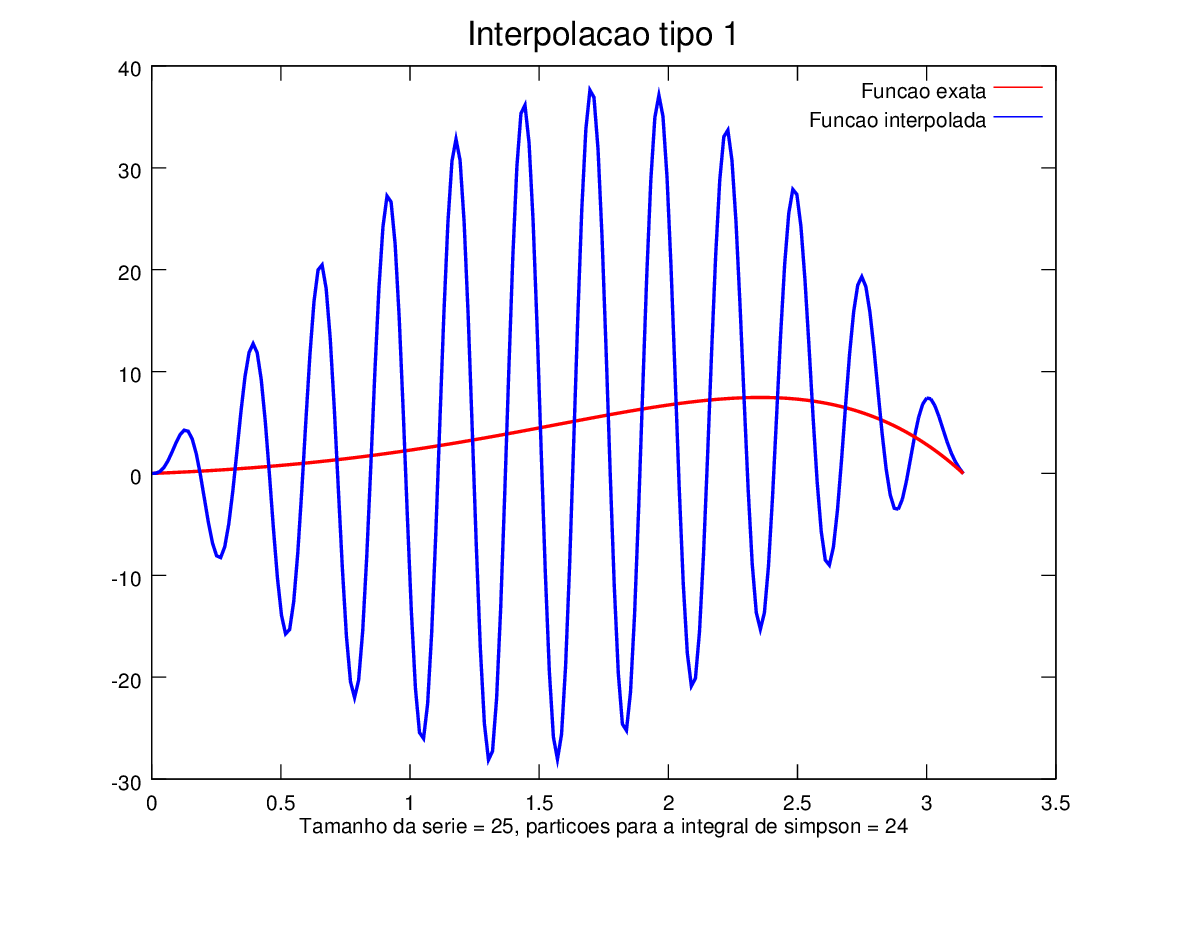 Interpolacao tipo 1
Funcao exata
Funcao interpolada
40
30
20
10
0
-10
-20
-30
0 0.5 1 1.5 2 2.5 3 3.5
Tamanho da serie = 25, particoes para a integral de simpson = 24